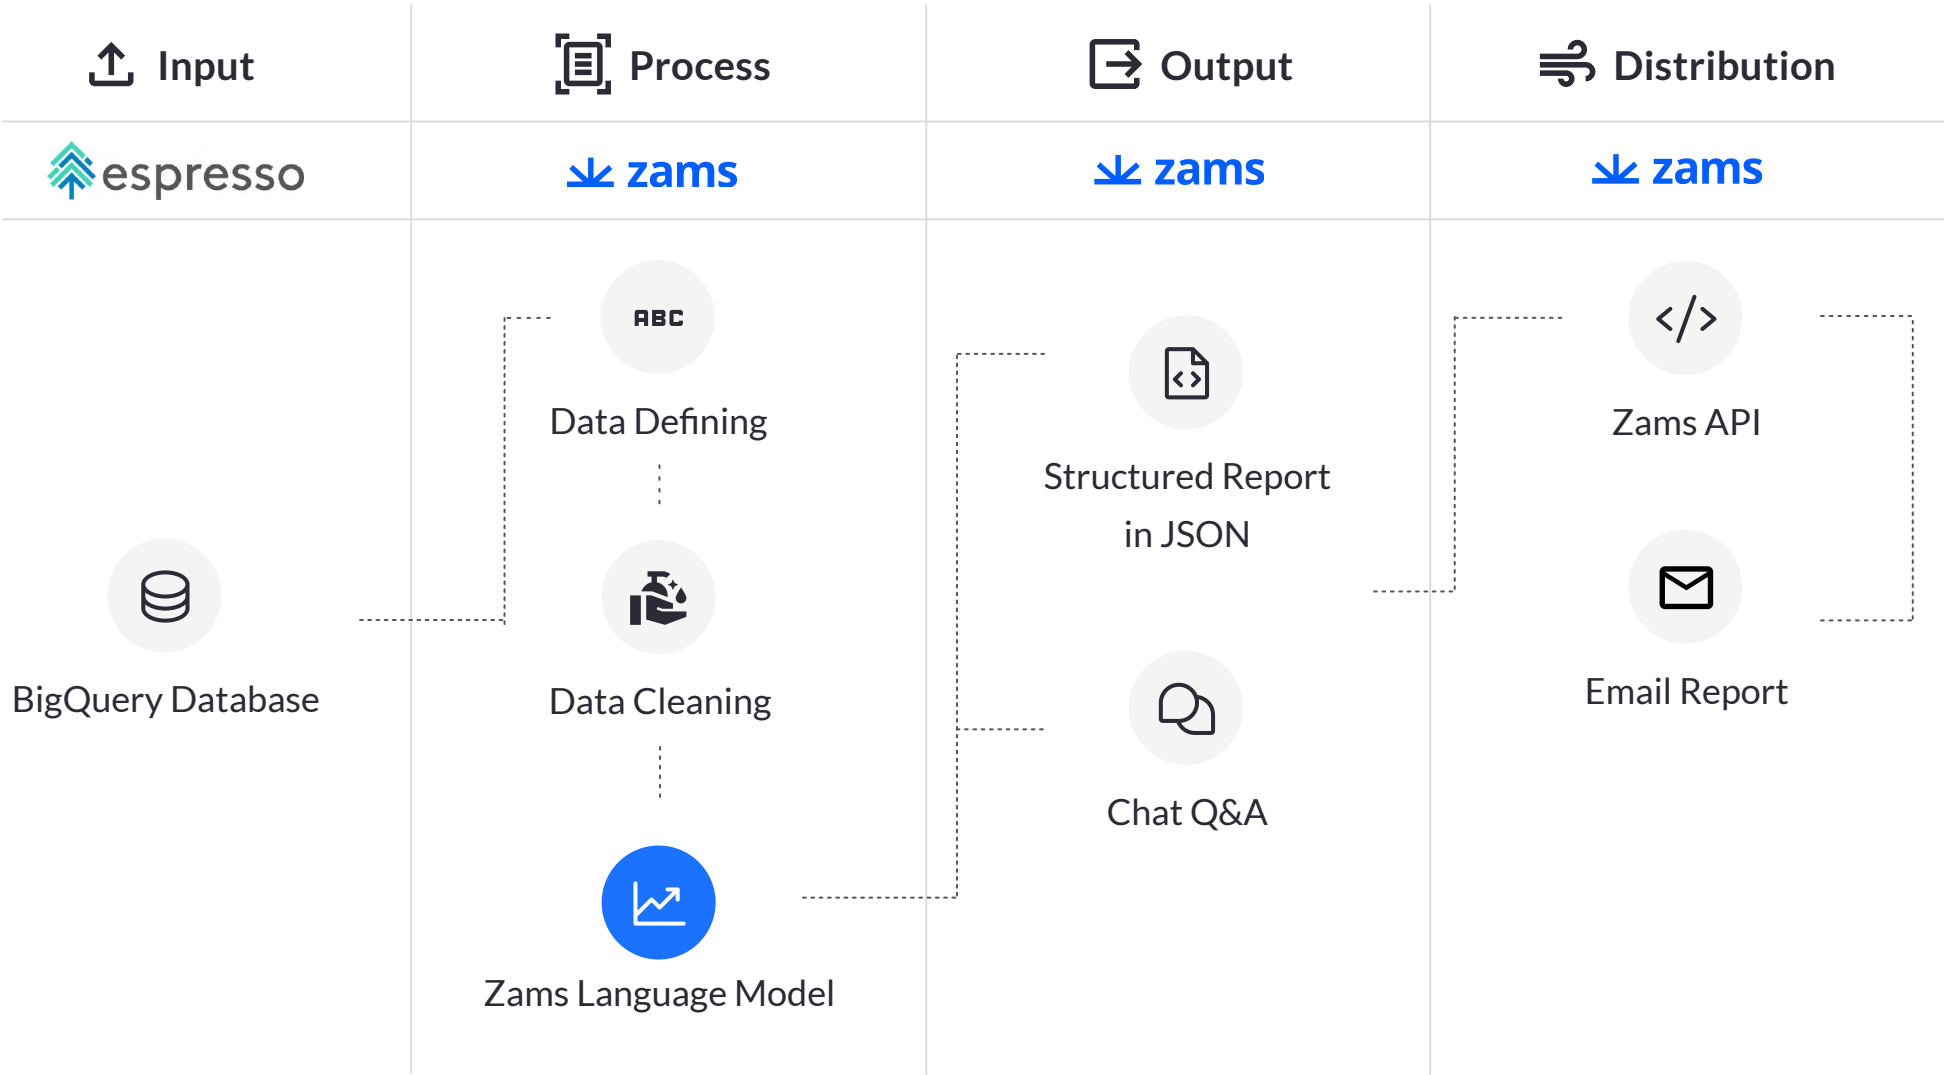 Input
Process
Output
Distribution
espresso
zams
zams
zams
BigQuery Database
ABC
Data Defining
Data Cleaning
Zams Language Model
Structured Report
in JSON
Chat Q&A
Zams API
Email Report